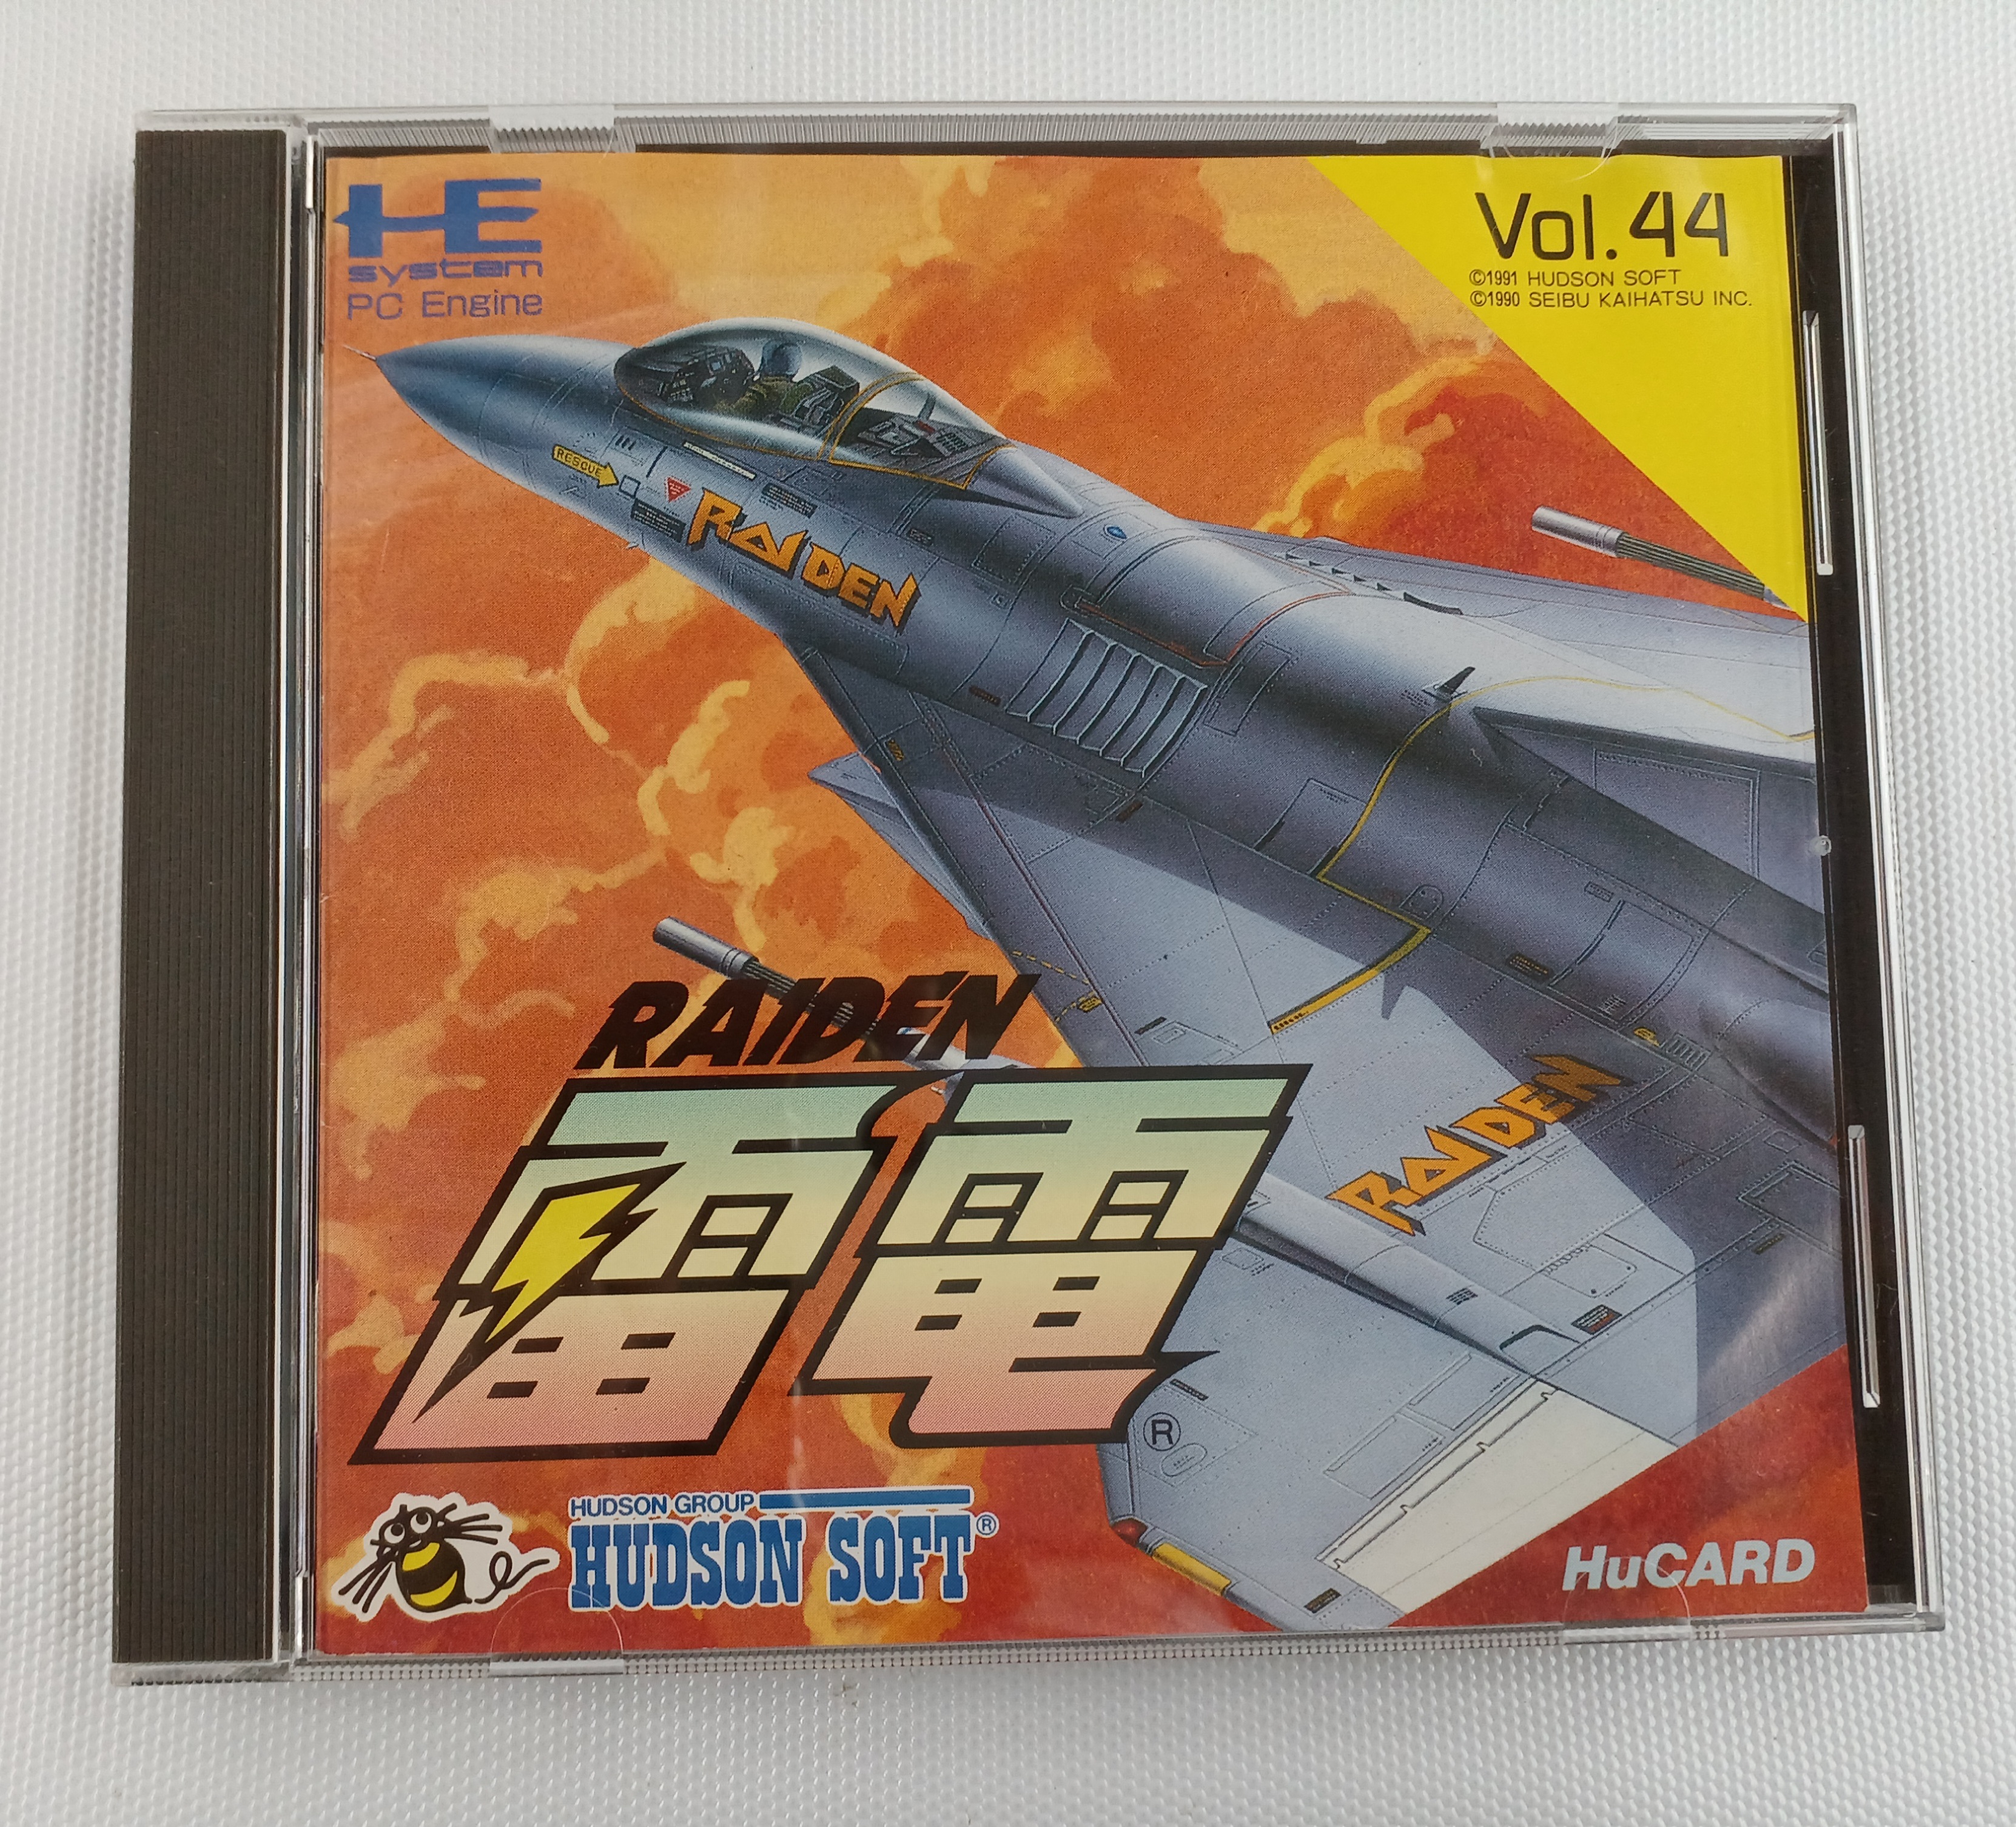 HE
system
PC Engine
Vol.44
©1991 HUDSON SOFT
©1990 SEIBU KAIHATSU INC.
RESCUE
RAIDEN
RAIDEN
雷電®
RAIDEN
HUDSON GROUP
HUDSON SOFT®
HuCARD